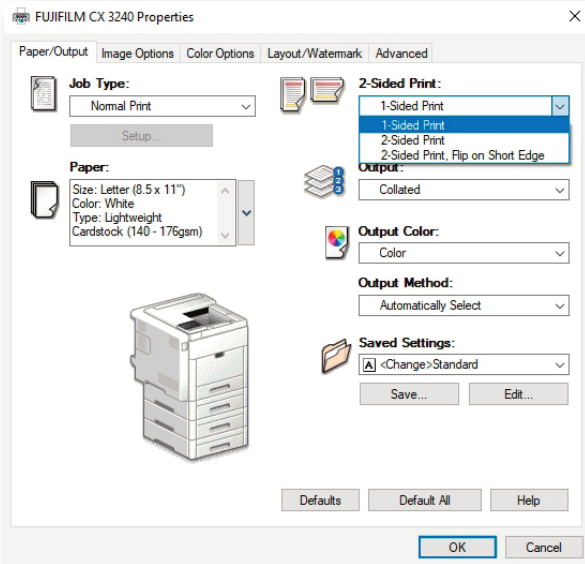 FUJIFILM CX 3240 Properties
Paper/Output
Image Options
Color Options
Layout/Watermark
Advanced
Job Type:
Normal Print
Setup...
Paper:
Size: Letter (8.5 x 11")
Color: White
Type: Lightweight
Cardstock (140 - 176gsm)
2-Sided Print:
1-Sided Print
1-Sided Print
2-Sided Print
2-Sided Print, Flip on Short Edge
Output:
1
2
3
Collated
Output Color:
Color
Output Method:
Automatically Select
Saved Settings:
A <Change>Standard
Save...
Edit...
Defaults
Default All
Help
OK
Cancel